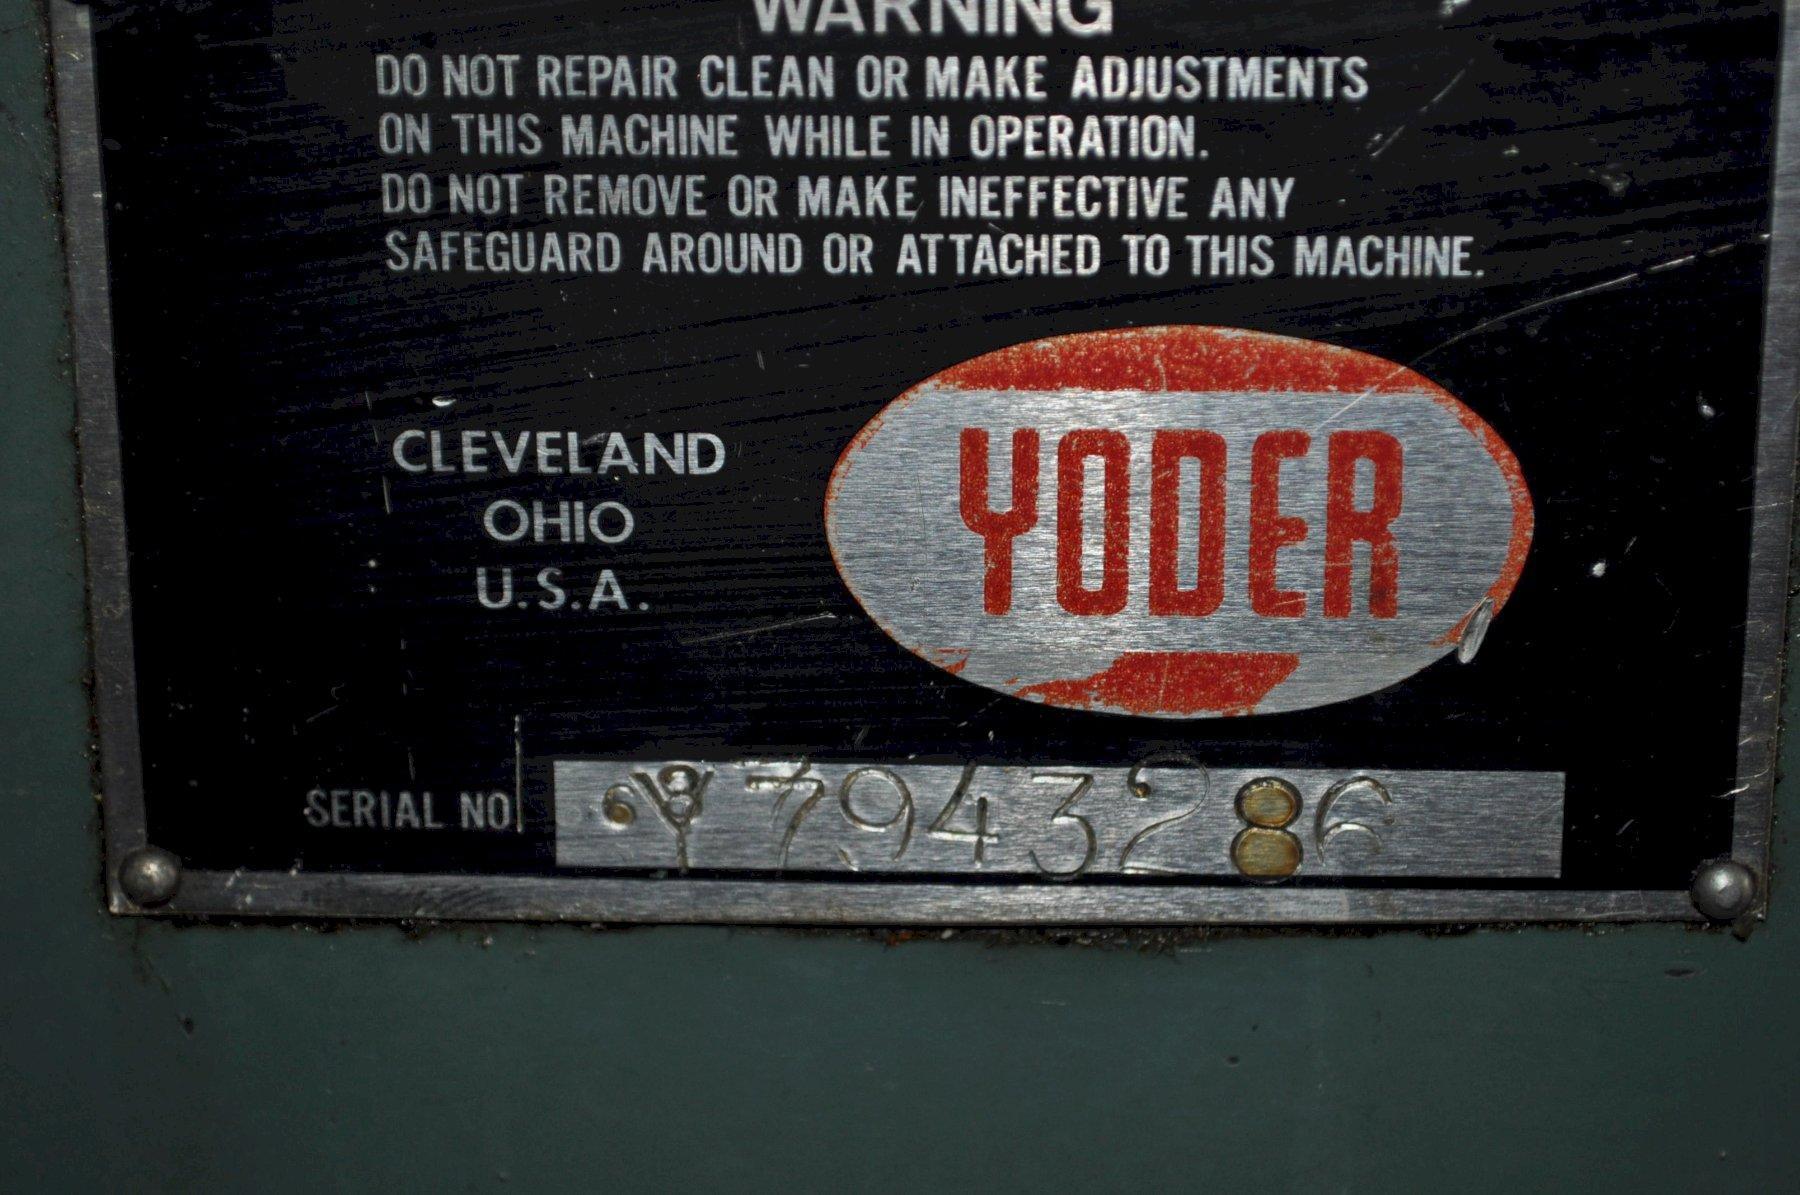 WARNING
DO NOT REPAIR CLEAN OR MAKE ADJUSTMENTS
ON THIS MACHINE WHILE IN OPERATION.
DO NOT REMOVE OR MAKE INEFFECTIVE ANY
SAFEGUARD AROUND OR ATTACHED TO THIS MACHINE.
CLEVELAND
OHIO
U.S.A.
YODER
SERIAL NO